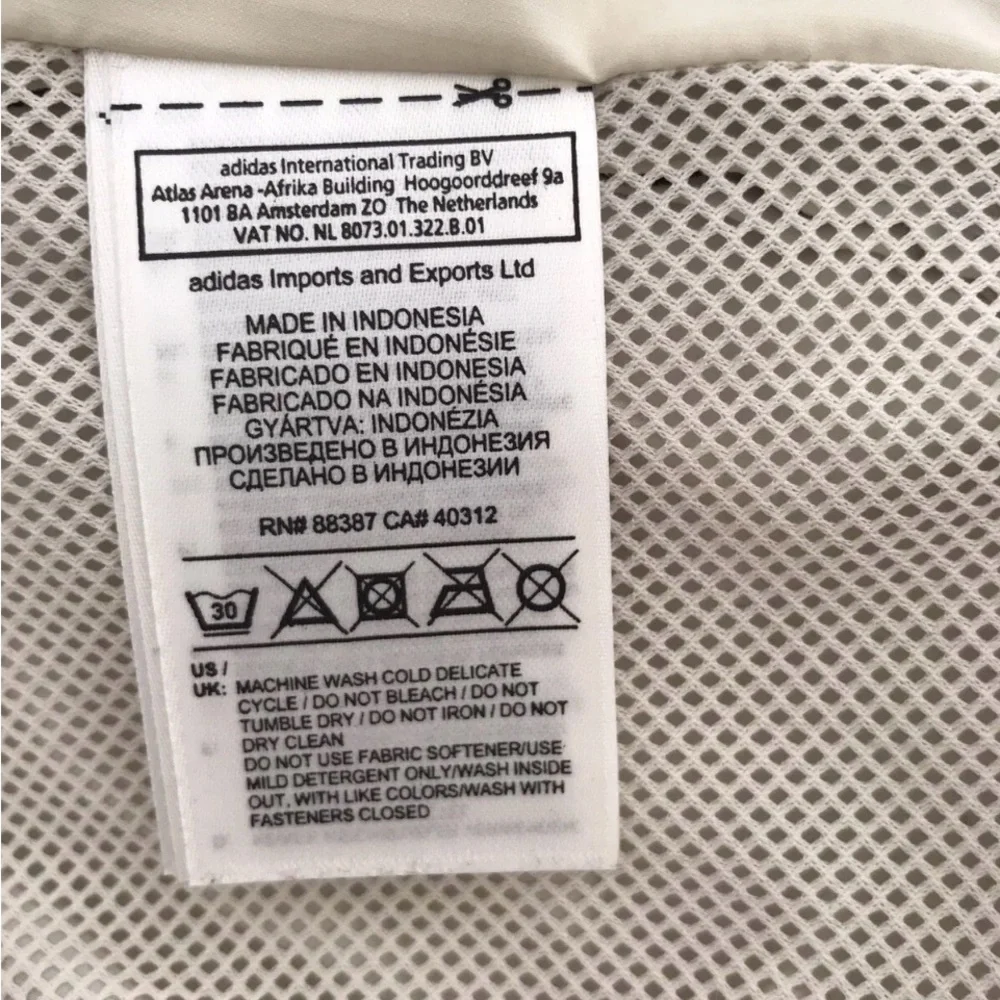 adidas International Trading BV
Atlas Arena -Afrika Building Hoogoorddreef 9a
1101 BA Amsterdam ZO The Netherlands
VAT NO. NL 8073.01.322.B.01
adidas Imports and Exports Ltd
MADE IN INDONESIA
FABRIQUÉ EN INDONÉSIE
FABRICADO EN INDONESIA
FABRICADO NA INDONÉSIA
GYÁRTVA: INDONÉZIA
ПРОИЗВЕДЕНО В ИНДОНЕЗИЯ
СДЕЛАНО В ИНДОНЕЗИИ
RN# 88387 CA# 40312
30
US /
UK: MACHINE WASH COLD DELICATE
CYCLE / DO NOT BLEACH / DO NOT
TUMBLE DRY / DO NOT IRON / DO NOT
DRY CLEAN
DO NOT USE FABRIC SOFTENER/USE
MILD DETERGENT ONLY/WASH INSIDE
OUT, WITH LIKE COLORS/WASH WITH
FASTENERS CLOSED